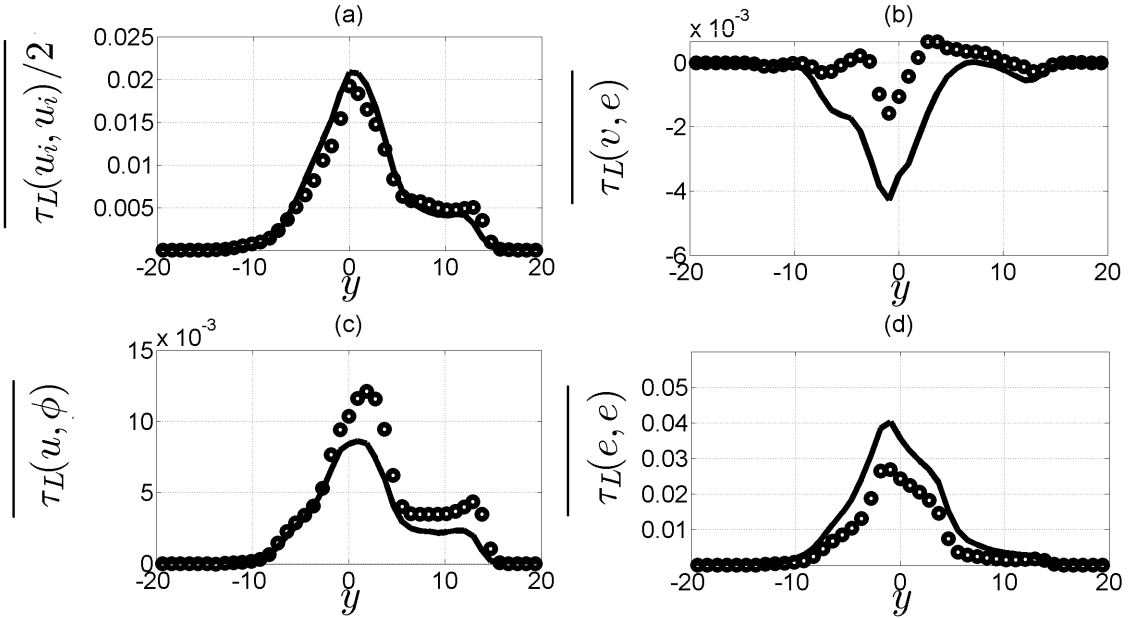 (a)
0.025
0.02
0.015
0.01
0.005
0
-20 -10 0 10 20
y
τ_L(u_i, u_i)/2
(b)
x 10^-3
0
-2
-4
-6
-20 -10 0 10 20
y
τ_L(v, e)
(c)
x 10^-3
15
10
5
0
-20 -10 0 10 20
y
τ_L(u, ϕ)
(d)
0.05
0.04
0.03
0.02
0.01
0
-20 -10 0 10 20
y
τ_L(e, e)